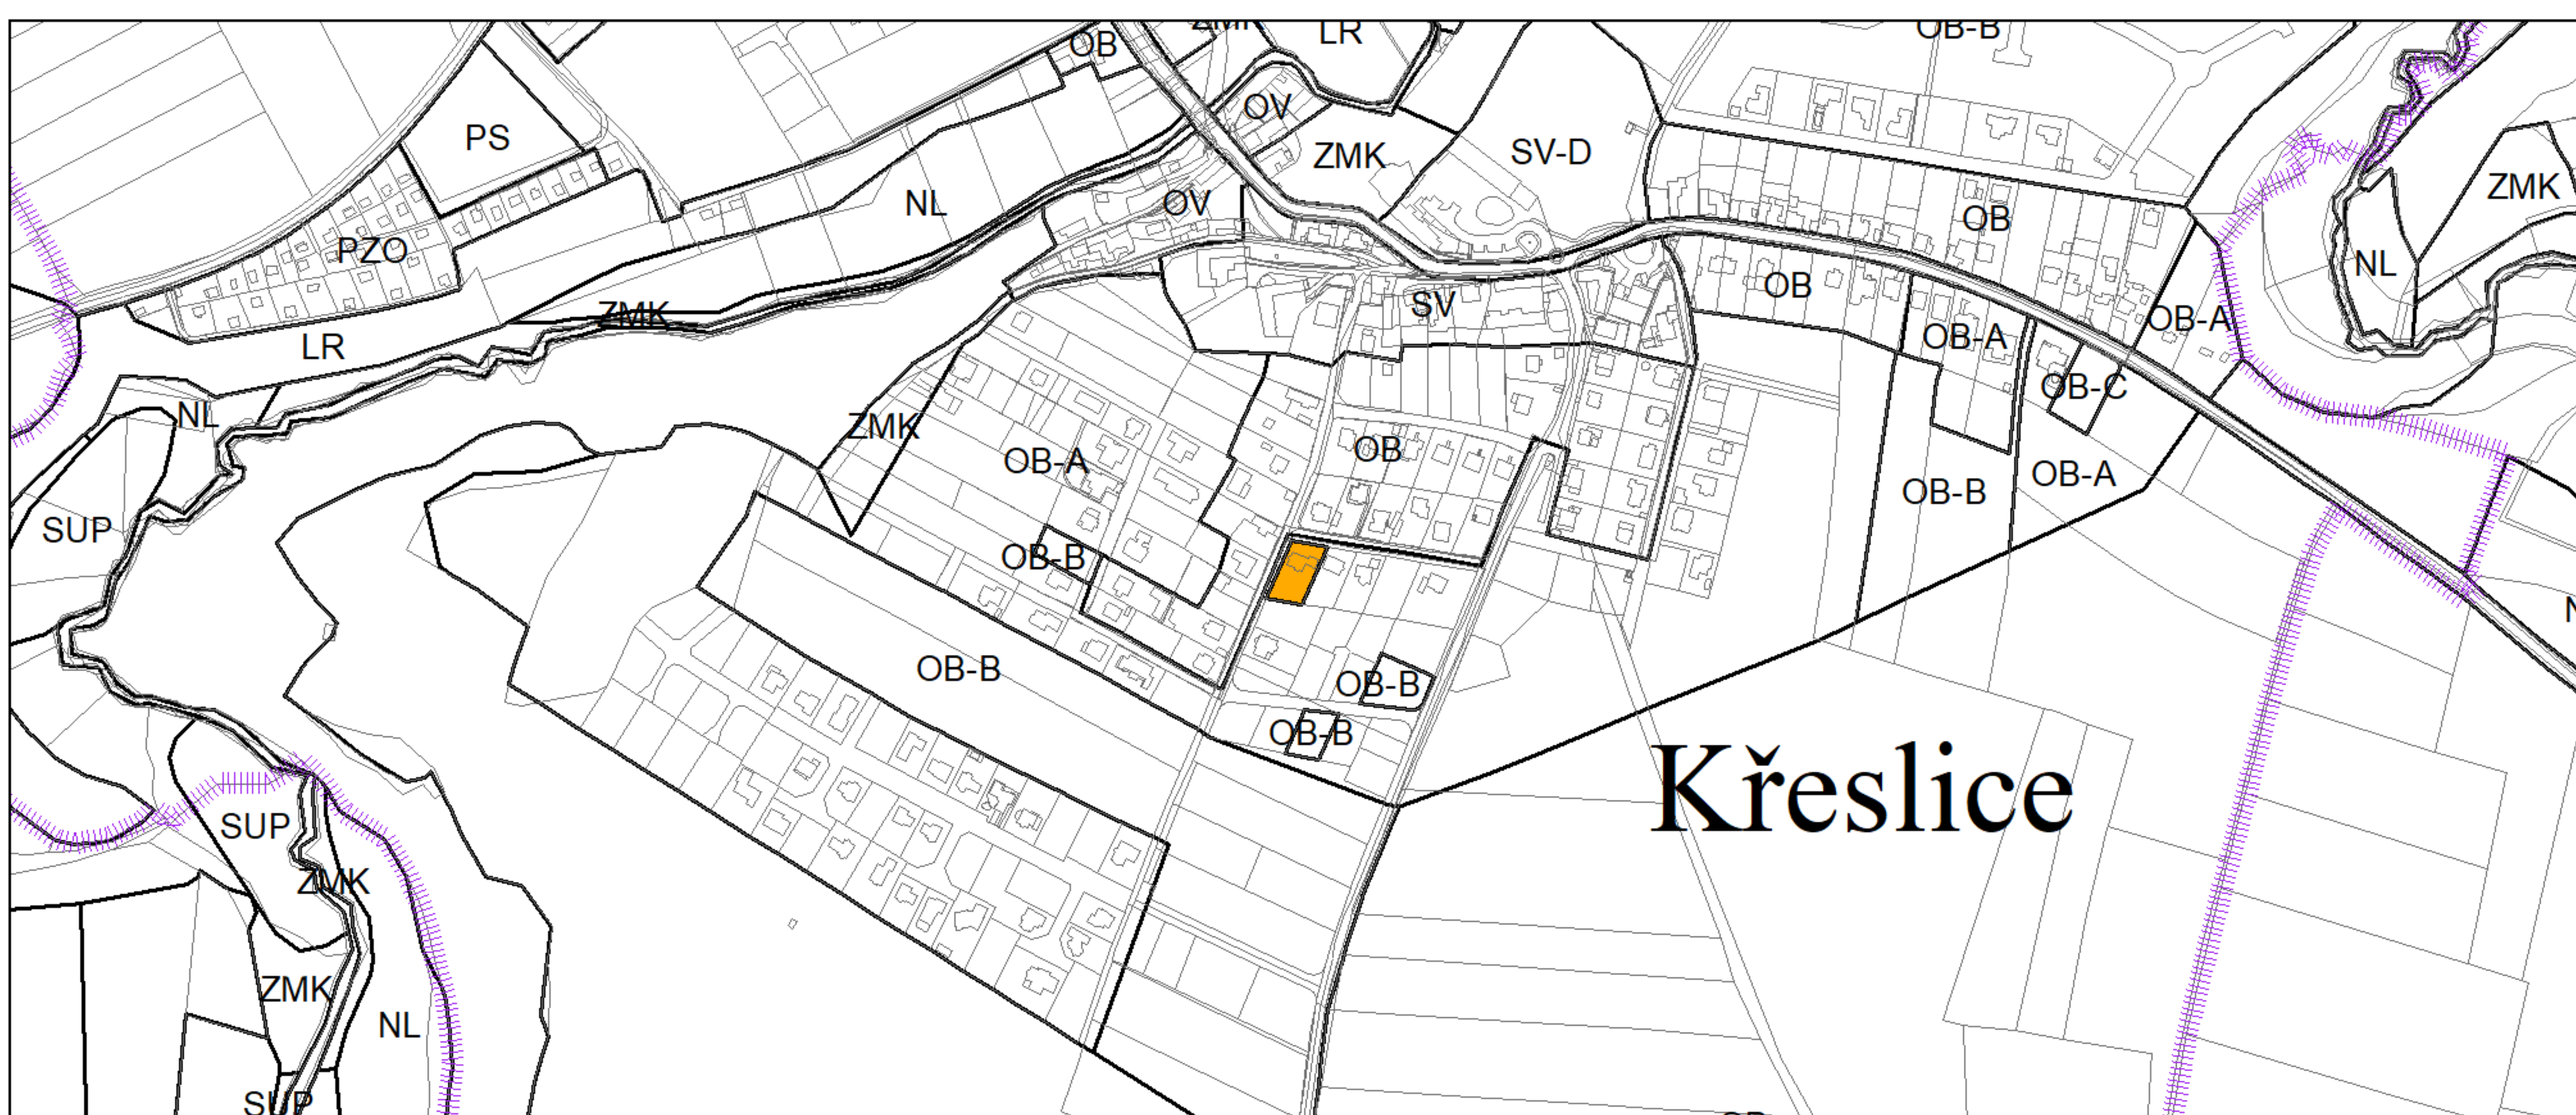 LR
OB-B
OB
OV
PS
ZMK
SV-D
ZMK
NL
OV
OB
PZO
NL
OB
SV
ZMK
OB-A
LR
OB-A
OB-C
NL
ZMK
OB
OB-A
OB-A
OB-B
SUP
OB-B
OB-B
OB-B
OB-B
Křeslice
SUP
ZMK
ZMK
NL
SUP